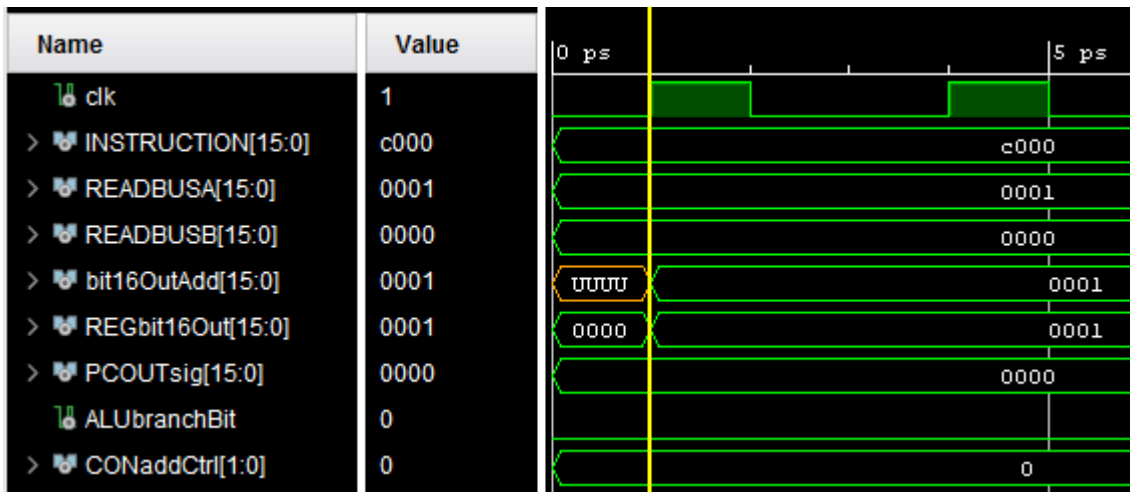 Name Value 0 ps 5 ps
clk 1
> INSTRUCTION[15:0] c000 c000
> READBUSA[15:0] 0001 0001
> READBUSB[15:0] 0000 0000
> bit16OutAdd[15:0] 0001 UUUU 0001
> REGbit16Out[15:0] 0001 0000 0001
> PCOUTsig[15:0] 0000 0000
ALUbranchBit 0
> CONaddCtrl[1:0] 0 0